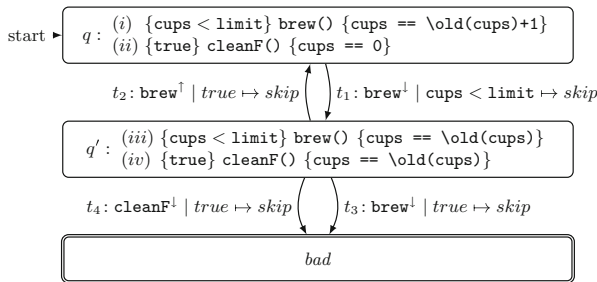 start q : (i) {cups < limit} brew() {cups == \old(cups)+1}
(ii) {true} cleanF() {cups == 0}
t₂: brew↑ | true ↦ skip t₁: brew↓ | cups < limit ↦ skip
q′ : (iii) {cups < limit} brew() {cups == \old(cups)}
(iv) {true} cleanF() {cups == \old(cups)}
t₄: cleanF↓ | true ↦ skip t₃: brew↓ | true ↦ skip
bad